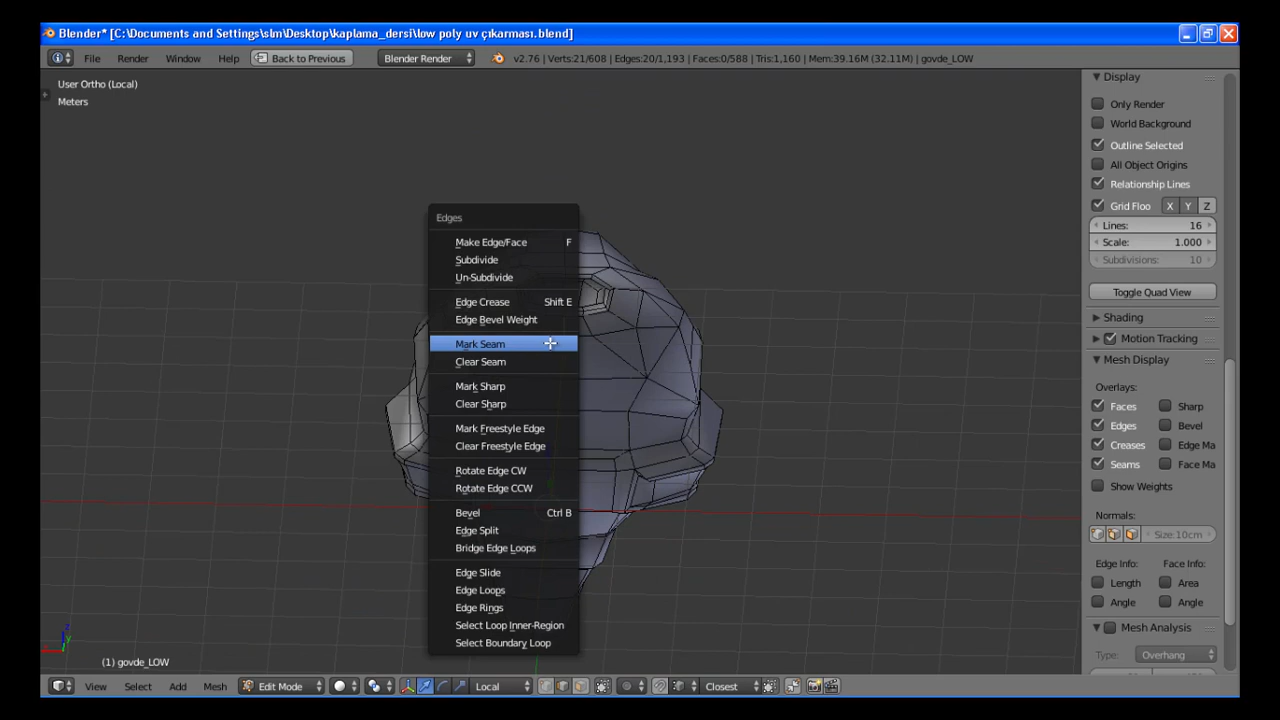 Blender* [C:\Documents and Settings\slm\Desktop\kaplama_dersi\low poly uv çıkarması.blend]
File Render Window Help Back to Previous Blender Render v2.76 | Verts:21/608 | Edges:20/1,193 | Faces:0/588 | Tris:1,160 | Mem:39.16M (32.11M) | govde_LOW
User Ortho (Local)
Meters
Edges
Make Edge/Face F
Subdivide
Un-Subdivide
Edge Crease Shift E
Edge Bevel Weight
Mark Seam
Clear Seam
Mark Sharp
Clear Sharp
Mark Freestyle Edge
Clear Freestyle Edge
Rotate Edge CW
Rotate Edge CCW
Bevel Ctrl B
Edge Split
Bridge Edge Loops
Edge Slide
Edge Loops
Edge Rings
Select Loop Inner-Region
Select Boundary Loop
Display
Only Render
World Background
Outline Selected
All Object Origins
Relationship Lines
Grid Floo X Y Z
Lines: 16
Scale: 1.000
Subdivisions: 10
Toggle Quad View
Shading
Motion Tracking
Mesh Display
Overlays:
Faces Sharp
Edges Bevel
Creases Edge Ma
Seams Face Ma
Show Weights
Normals:
Size:10cm
Edge Info: Face Info:
Length Area
Angle Angle
Mesh Analysis
Type: Overhang
z
y
(1) govde_LOW
View Select Add Mesh Edit Mode Local Closest